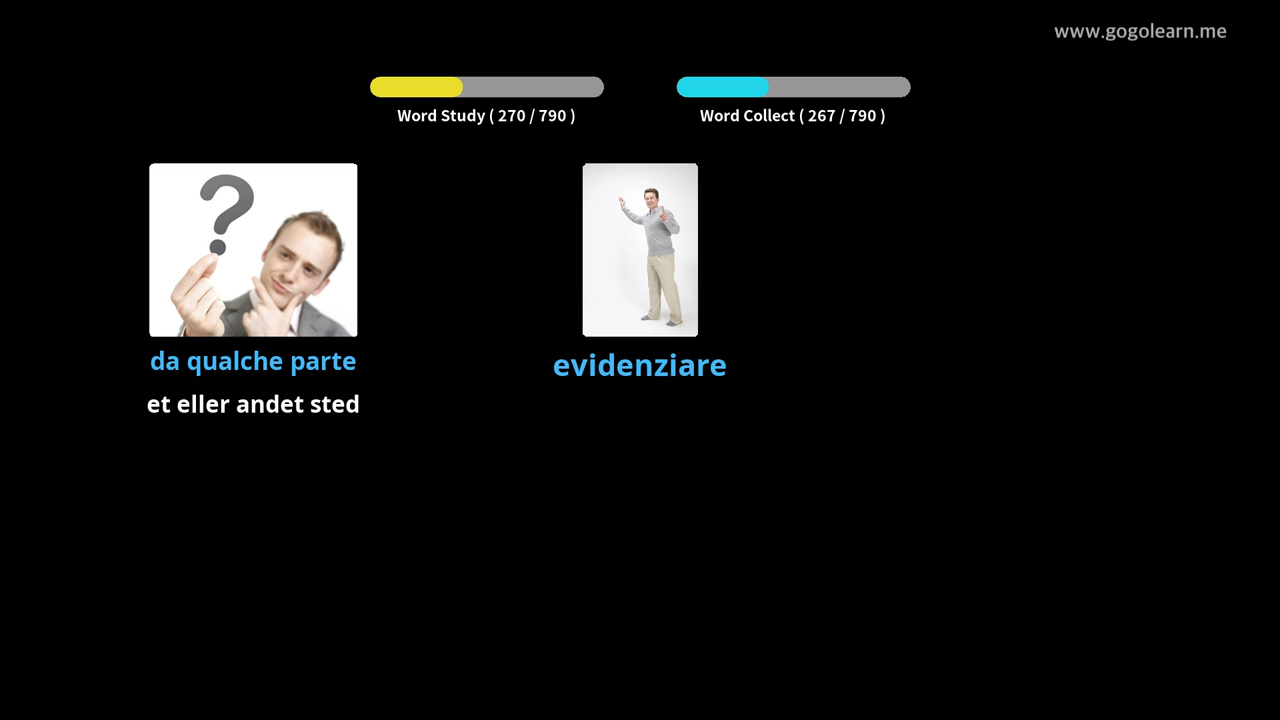 www.gogolearn.me
Word Study ( 270 / 790 )
Word Collect ( 267 / 790 )
da qualche parte
et eller andet sted
evidenziare